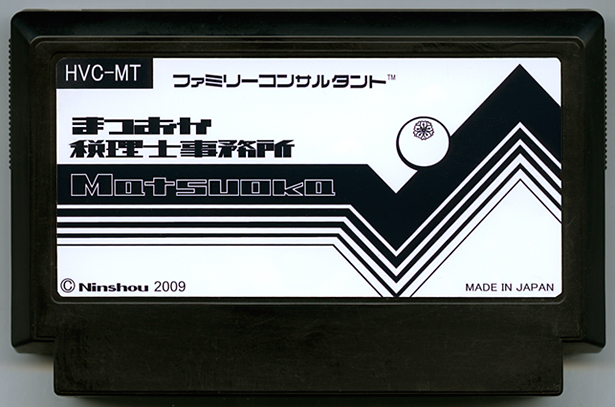 HVC-MT
ファミリーコンサルタント™
まつおか
税理士事務所
Matsuoka
© Ninshou 2009
MADE IN JAPAN